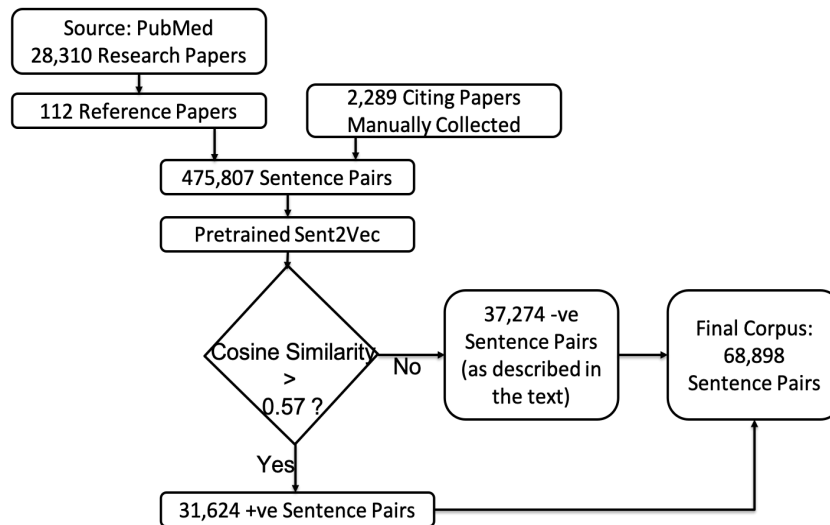 Source: PubMed
28,310 Research Papers
112 Reference Papers
2,289 Citing Papers
Manually Collected
475,807 Sentence Pairs
Pretrained Sent2Vec
Cosine Similarity
>
0.57 ?
No
37,274 -ve
Sentence Pairs
(as described in
the text)
Final Corpus:
68,898
Sentence Pairs
Yes
31,624 +ve Sentence Pairs